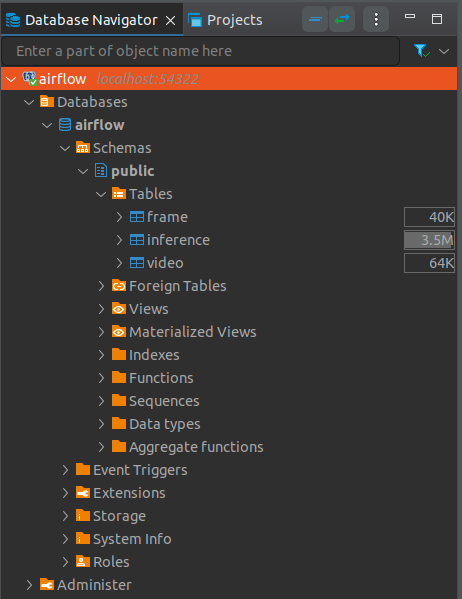 Database Navigator Projects
Enter a part of object name here
airflow localhost:54322
Databases
airflow
Schemas
public
Tables
frame 40K
inference 3.5M
video 64K
Foreign Tables
Views
Materialized Views
Indexes
Functions
Sequences
Data types
Aggregate functions
Event Triggers
Extensions
Storage
System Info
Roles
Administer